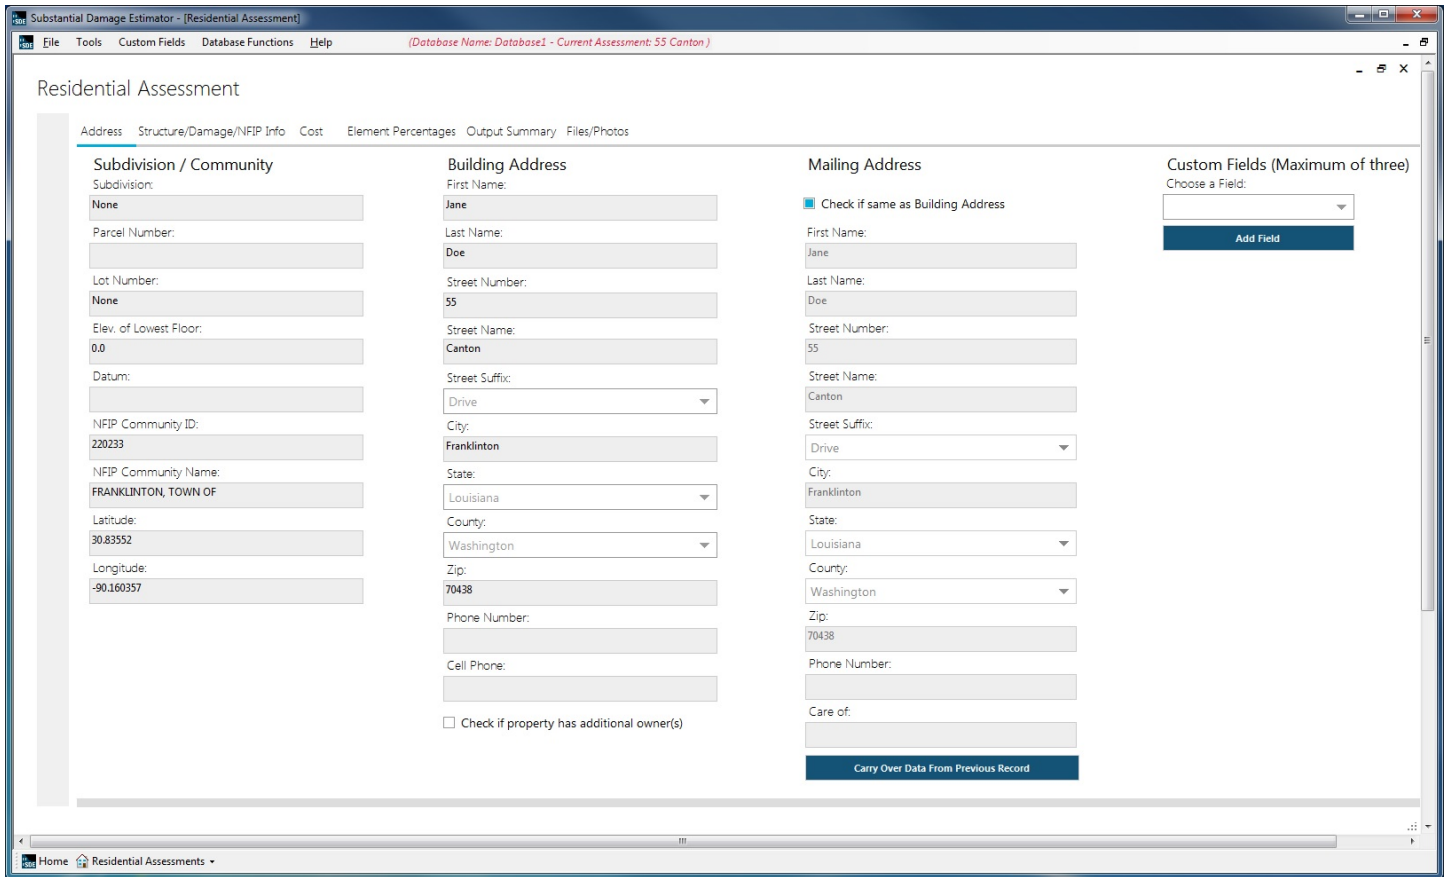 Substantial Damage Estimator - [Residential Assessment]
File Tools Custom Fields Database Functions Help (Database Name: Database1 - Current Assessment: 55 Canton )
Residential Assessment
Address Structure/Damage/NFIP Info Cost Element Percentages Output Summary Files/Photos
Subdivision / Community
Subdivision:
None
Parcel Number:
Lot Number:
None
Elev. of Lowest Floor:
0.0
Datum:
NFIP Community ID:
220233
NFIP Community Name:
FRANKLINTON, TOWN OF
Latitude:
30.83552
Longitude:
-90.160357
Building Address
First Name:
Jane
Last Name:
Doe
Street Number:
55
Street Name:
Canton
Street Suffix:
Drive
City:
Franklinton
State:
Louisiana
County:
Washington
Zip:
70438
Phone Number:
Cell Phone:
Check if property has additional owner(s)
Mailing Address
Check if same as Building Address
First Name:
Jane
Last Name:
Doe
Street Number:
55
Street Name:
Canton
Street Suffix:
Drive
City:
Franklinton
State:
Louisiana
County:
Washington
Zip:
70438
Phone Number:
Care of:
Carry Over Data From Previous Record
Custom Fields (Maximum of three)
Choose a Field:
Add Field
SDE Home Residential Assessments